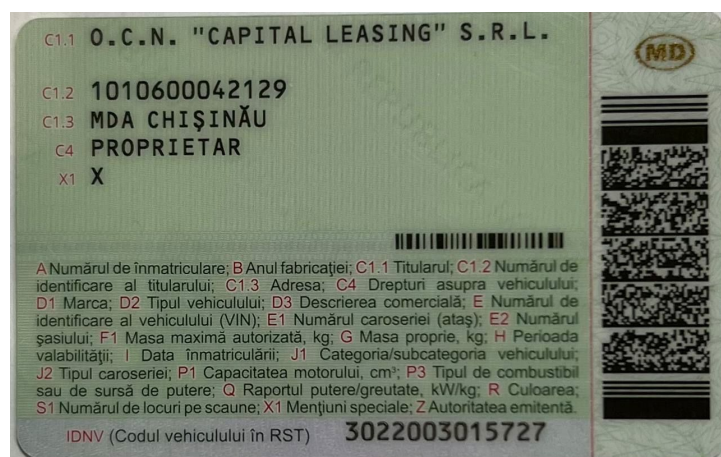 C1.1 O.C.N. "CAPITAL LEASING" S.R.L.
MD
C1.2 1010600042129
C1.3 MDA CHIŞINĂU
C4 PROPRIETAR
X1 X
A Numărul de înmatriculare; B Anul fabricaţiei; C1.1 Titularul; C1.2 Numărul de
identificare al titularului; C1.3 Adresa; C4 Drepturi asupra vehiculului;
D1 Marca; D2 Tipul vehiculului; D3 Descrierea comercială; E Numărul de
identificare al vehiculului (VIN); E1 Numărul caroseriei (ataş); E2 Numărul
şasiului; F1 Masa maximă autorizată, kg; G Masa proprie, kg; H Perioada
valabilităţii; I Data înmatriculării; J1 Categoria/subcategoria vehiculului;
J2 Tipul caroseriei; P1 Capacitatea motorului, cm³; P3 Tipul de combustibil
sau de sursă de putere; Q Raportul putere/greutate, kW/kg; R Culoarea;
S1 Numărul de locuri pe scaune; X1 Menţiuni speciale; Z Autoritatea emitentă.
IDNV (Codul vehiculului în RST) 3022003015727